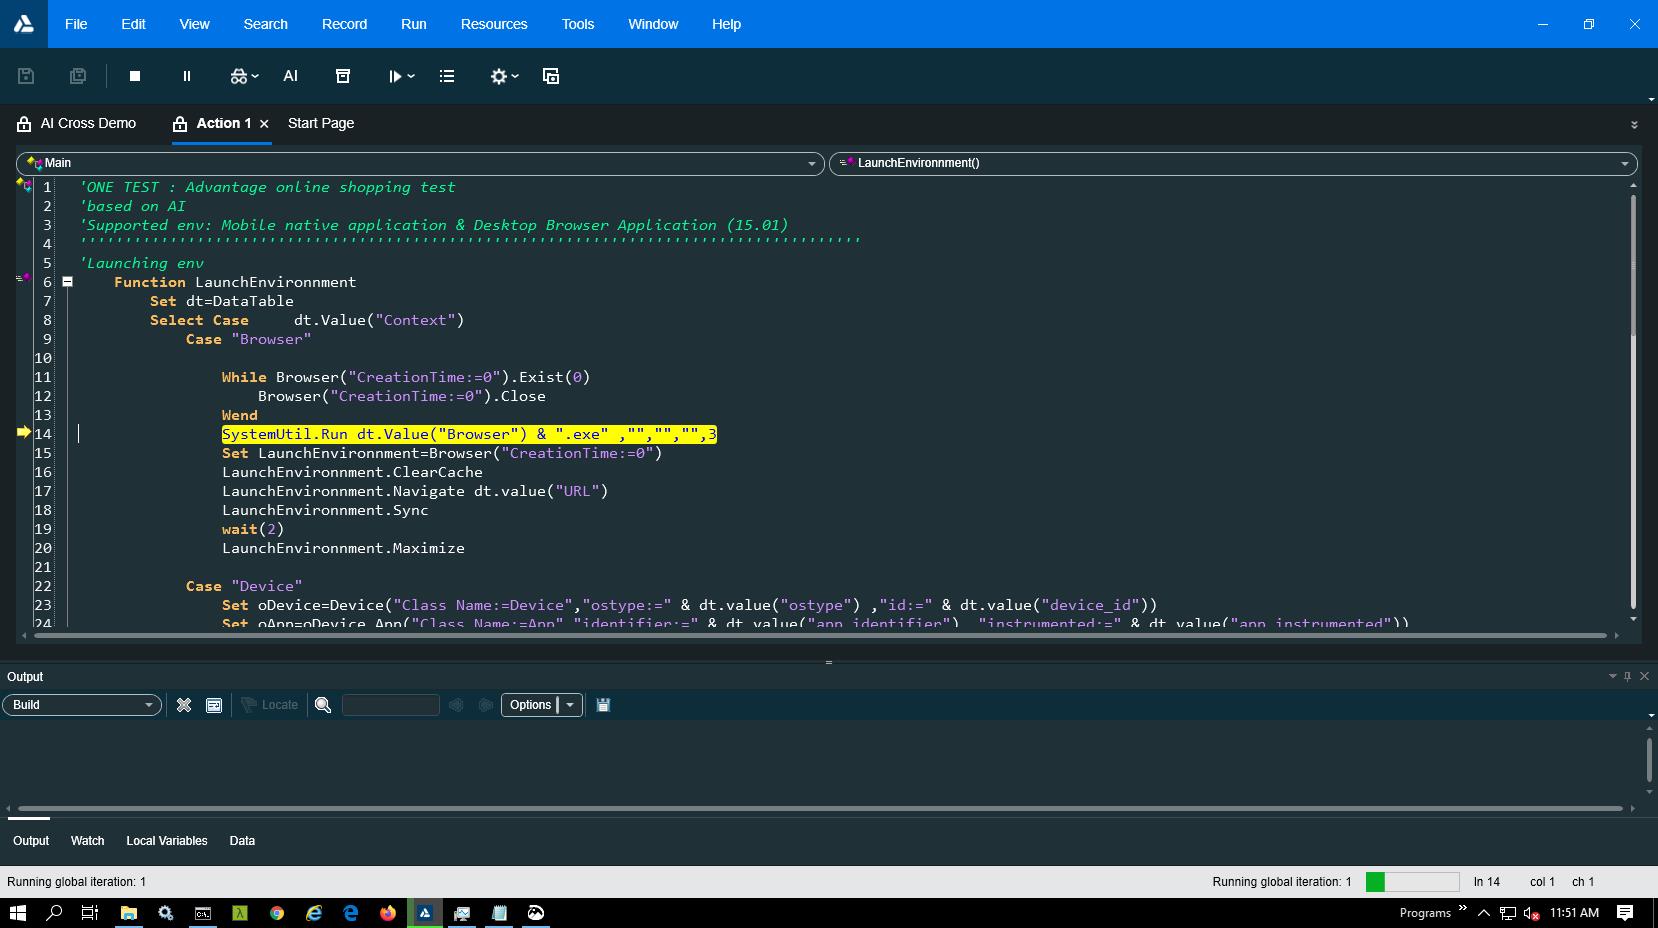 File Edit View Search Record Run Resources Tools Window Help
AI
AI Cross Demo Action 1 Start Page
Main LaunchEnvironnment()
1 'ONE TEST : Advantage online shopping test
2 'based on AI
3 'Supported env: Mobile native application & Desktop Browser Application (15.01)
4 '''''''''''''''''''''''''''''''''''''''''''''''''''''''''''''''''''''''''''''''''''''''
5 'Launching env
6 Function LaunchEnvironnment
7 Set dt=DataTable
8 Select Case dt.Value("Context")
9 Case "Browser"
10
11 While Browser("CreationTime:=0").Exist(0)
12 Browser("CreationTime:=0").Close
13 Wend
14 SystemUtil.Run dt.Value("Browser") & ".exe" ,"","","",3
15 Set LaunchEnvironnment=Browser("CreationTime:=0")
16 LaunchEnvironnment.ClearCache
17 LaunchEnvironnment.Navigate dt.value("URL")
18 LaunchEnvironnment.Sync
19 wait(2)
20 LaunchEnvironnment.Maximize
21
22 Case "Device"
23 Set oDevice=Device("Class Name:=Device","ostype:=" & dt.value("ostype") ,"id:=" & dt.value("device_id"))
24 Set oApp=oDevice.App("Class Name:=App","identifier:=" & dt.value("app_identifier"), "instrumented:=" & dt.value("app_instrumented"))
Output
Build Locate Options
Output Watch Local Variables Data
Running global iteration: 1 Running global iteration: 1 ln 14 col 1 ch 1
Programs 11:51 AM